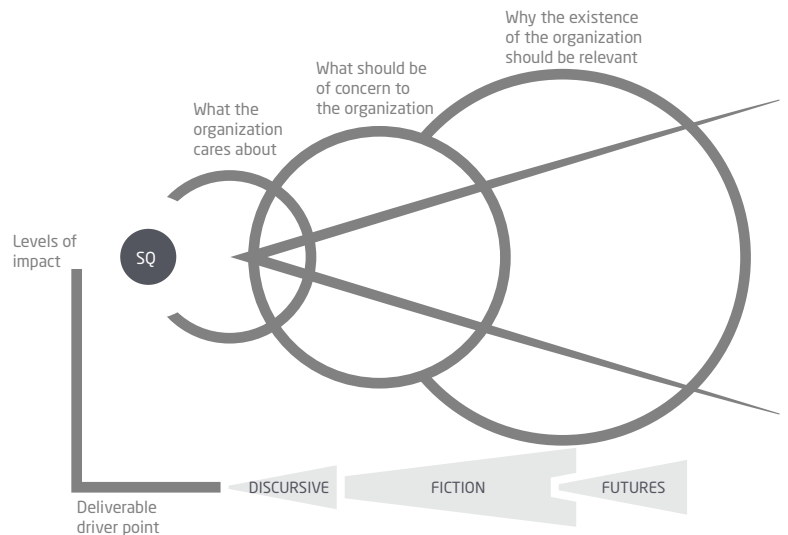 Why the existence
of the organization
should be relevant
What should be
of concern to
the organization
What the
organization
cares about
Levels of
impact
SQ
DISCURSIVE
FICTION
FUTURES
Deliverable
driver point